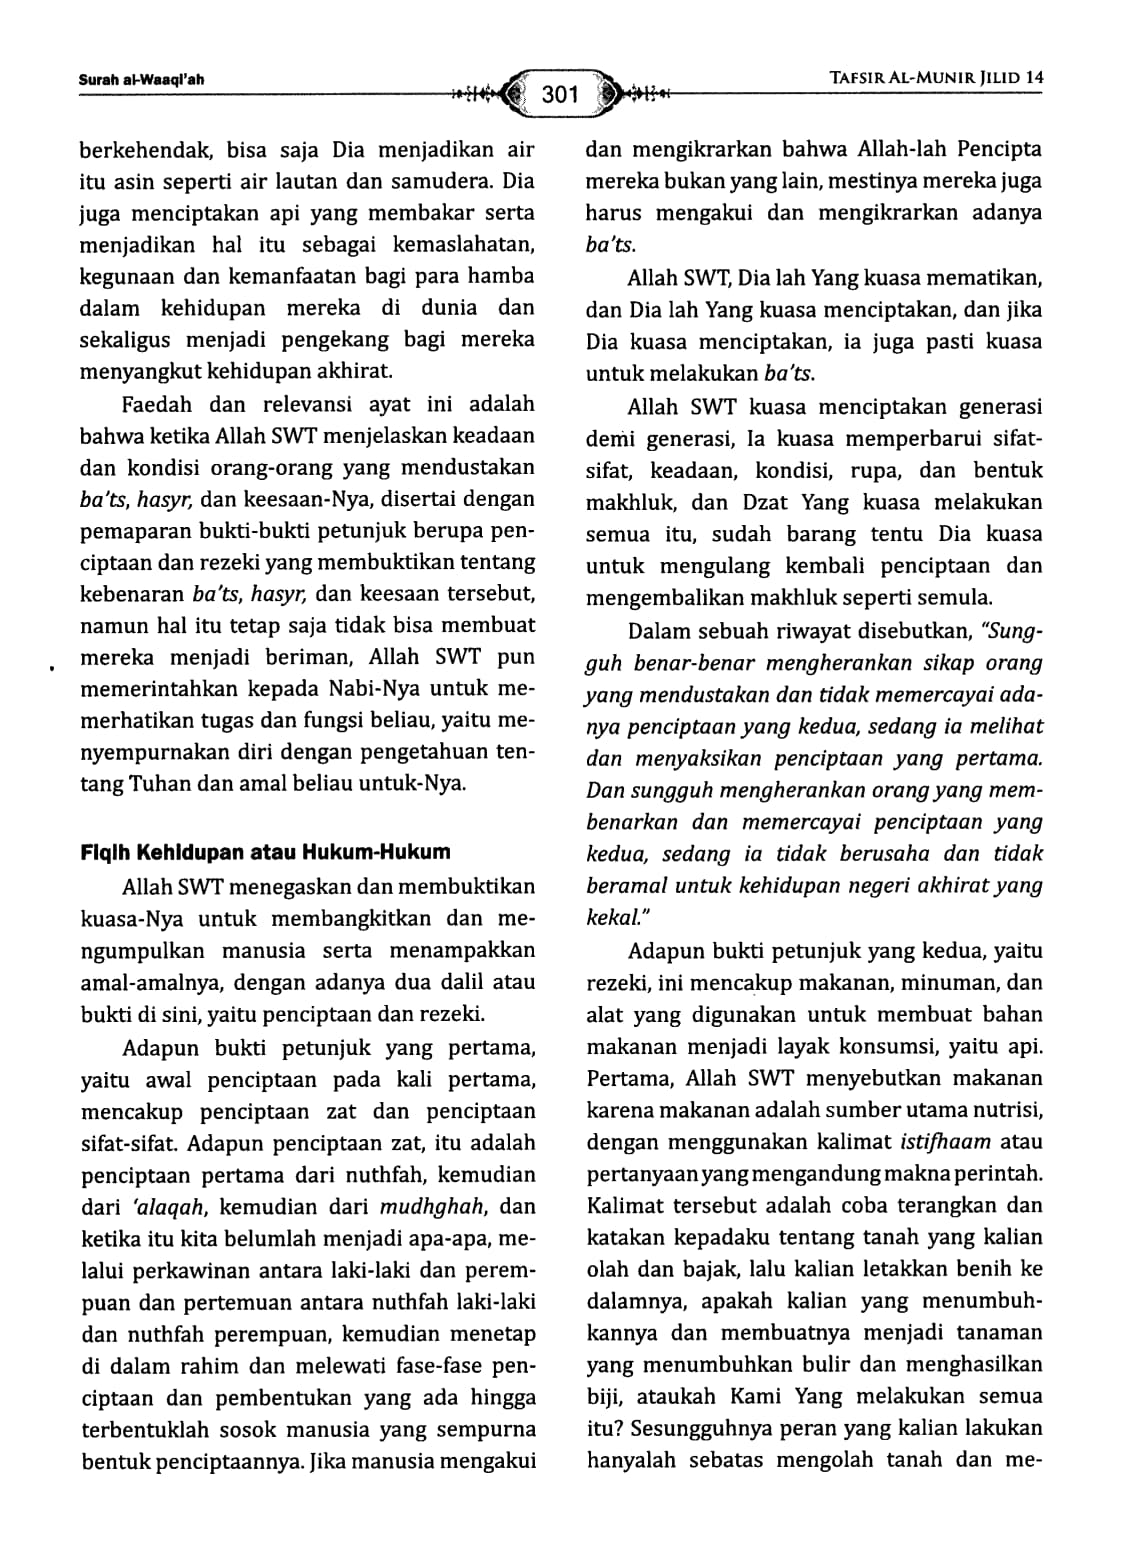 Surah al-Waaqi'ah
301
TAFSIR AL-MUNIR JILID 14
berkehendak, bisa saja Dia menjadikan air
itu asin seperti air lautan dan samudera. Dia
juga menciptakan api yang membakar serta
menjadikan hal itu sebagai kemaslahatan,
kegunaan dan kemanfaatan bagi para hamba
dalam kehidupan mereka di dunia dan
sekaligus menjadi pengekang bagi mereka
menyangkut kehidupan akhirat.
Faedah dan relevansi ayat ini adalah
bahwa ketika Allah SWT menjelaskan keadaan
dan kondisi orang-orang yang mendustakan
ba'ts, hasyr, dan keesaan-Nya, disertai dengan
pemaparan bukti-bukti petunjuk berupa pen-
ciptaan dan rezeki yang membuktikan tentang
kebenaran ba'ts, hasyr, dan keesaan tersebut,
namun hal itu tetap saja tidak bisa membuat
mereka menjadi beriman, Allah SWT pun
memerintahkan kepada Nabi-Nya untuk me-
merhatikan tugas dan fungsi beliau, yaitu me-
nyempurnakan diri dengan pengetahuan ten-
tang Tuhan dan amal beliau untuk-Nya.
Fiqih Kehidupan atau Hukum-Hukum
Allah SWT menegaskan dan membuktikan
kuasa-Nya untuk membangkitkan dan me-
ngumpulkan manusia serta menampakkan
amal-amalnya, dengan adanya dua dalil atau
bukti di sini, yaitu penciptaan dan rezeki.
Adapun bukti petunjuk yang pertama,
yaitu awal penciptaan pada kali pertama,
mencakup penciptaan zat dan penciptaan
sifat-sifat. Adapun penciptaan zat, itu adalah
penciptaan pertama dari nuthfah, kemudian
dari 'alaqah, kemudian dari mudhghah, dan
ketika itu kita belumlah menjadi apa-apa, me-
lalui perkawinan antara laki-laki dan perem-
puan dan pertemuan antara nuthfah laki-laki
dan nuthfah perempuan, kemudian menetap
di dalam rahim dan melewati fase-fase pen-
ciptaan dan pembentukan yang ada hingga
terbentuklah sosok manusia yang sempurna
bentuk penciptaannya. Jika manusia mengakui
dan mengikrarkan bahwa Allah-lah Pencipta
mereka bukan yang lain, mestinya mereka juga
harus mengakui dan mengikrarkan adanya
ba'ts.
Allah SWT, Dia lah Yang kuasa mematikan,
dan Dia lah Yang kuasa menciptakan, dan jika
Dia kuasa menciptakan, ia juga pasti kuasa
untuk melakukan ba'ts.
Allah SWT kuasa menciptakan generasi
demi generasi, Ia kuasa memperbarui sifat-
sifat, keadaan, kondisi, rupa, dan bentuk
makhluk, dan Dzat Yang kuasa melakukan
semua itu, sudah barang tentu Dia kuasa
untuk mengulang kembali penciptaan dan
mengembalikan makhluk seperti semula.
Dalam sebuah riwayat disebutkan, "Sung-
guh benar-benar mengherankan sikap orang
yang mendustakan dan tidak memercayai ada-
nya penciptaan yang kedua, sedang ia melihat
dan menyaksikan penciptaan yang pertama.
Dan sungguh mengherankan orang yang mem-
benarkan dan memercayai penciptaan yang
kedua, sedang ia tidak berusaha dan tidak
beramal untuk kehidupan negeri akhirat yang
kekal."
Adapun bukti petunjuk yang kedua, yaitu
rezeki, ini mencakup makanan, minuman, dan
alat yang digunakan untuk membuat bahan
makanan menjadi layak konsumsi, yaitu api.
Pertama, Allah SWT menyebutkan makanan
karena makanan adalah sumber utama nutrisi,
dengan menggunakan kalimat istifhaam atau
pertanyaan yang mengandung makna perintah.
Kalimat tersebut adalah coba terangkan dan
katakan kepadaku tentang tanah yang kalian
olah dan bajak, lalu kalian letakkan benih ke
dalamnya, apakah kalian yang menumbuh-
kannya dan membuatnya menjadi tanaman
yang menumbuhkan bulir dan menghasilkan
biji, ataukah Kami Yang melakukan semua
itu? Sesungguhnya peran yang kalian lakukan
hanyalah sebatas mengolah tanah dan me-